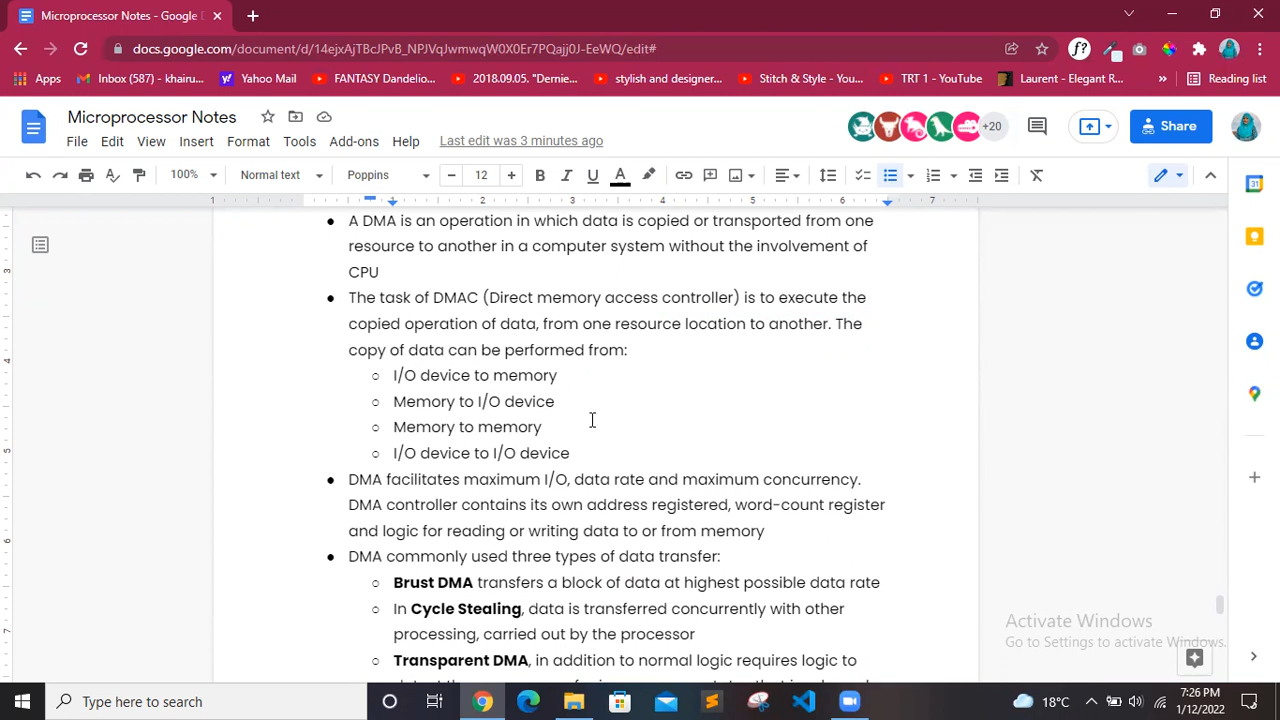 Microprocessor Notes - Google D
docs.google.com/document/d/14ejxAjTBcJPvB_NPJVqJwmwqW0X0Er7PQajj0J-EeWQ/edit#
Apps
Inbox (587) - khairu...
Yahoo Mail
FANTASY Dandelio...
2018.09.05. "Dernie...
stylish and designer...
Stitch & Style - You...
TRT 1 - YouTube
Laurent - Elegant R...
Reading list
Microprocessor Notes
+20
Share
File Edit View Insert Format Tools Add-ons Help Last edit was 3 minutes ago
100% Normal text Poppins 12
1 1 2 3 4 5 6 7
A DMA is an operation in which data is copied or transported from one
resource to another in a computer system without the involvement of
CPU
The task of DMAC (Direct memory access controller) is to execute the
copied operation of data, from one resource location to another. The
copy of data can be performed from:
I/O device to memory
Memory to I/O device
Memory to memory
I/O device to I/O device
DMA facilitates maximum I/O, data rate and maximum concurrency.
DMA controller contains its own address registered, word-count register
and logic for reading or writing data to or from memory
DMA commonly used three types of data transfer:
Brust DMA transfers a block of data at highest possible data rate
In Cycle Stealing, data is transferred concurrently with other
processing, carried out by the processor
Transparent DMA, in addition to normal logic requires logic to
Activate Windows
Go to Settings to activate Windows.
Type here to search
18°C
7:26 PM
1/12/2022